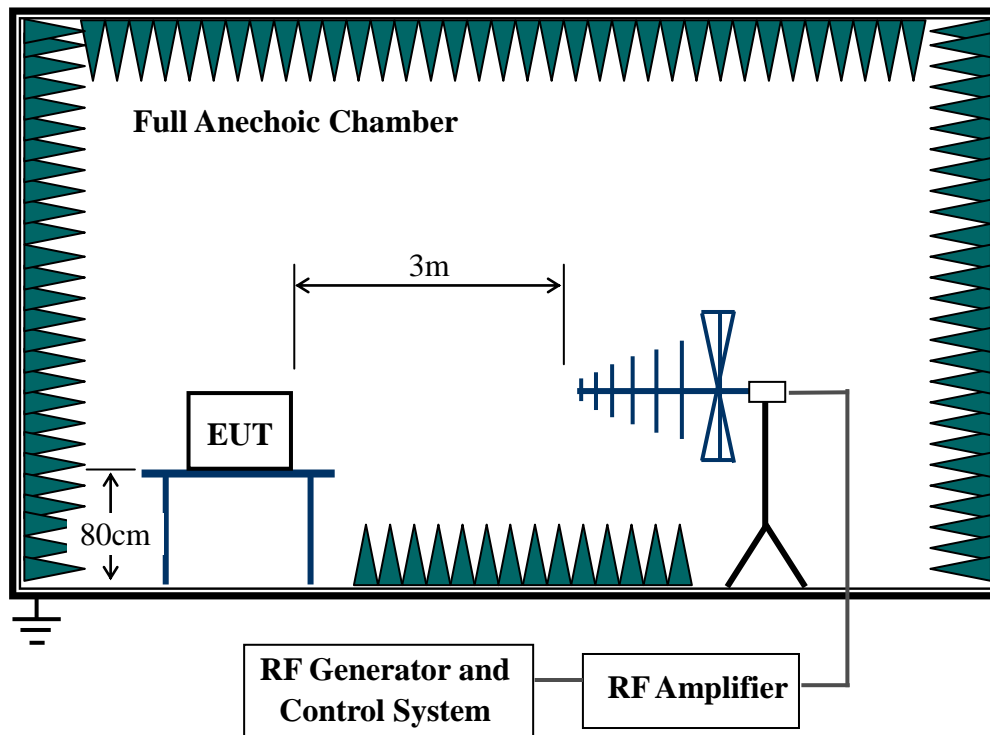 Full Anechoic Chamber
3m
EUT
80cm
RF Generator and
Control System
RF Amplifier